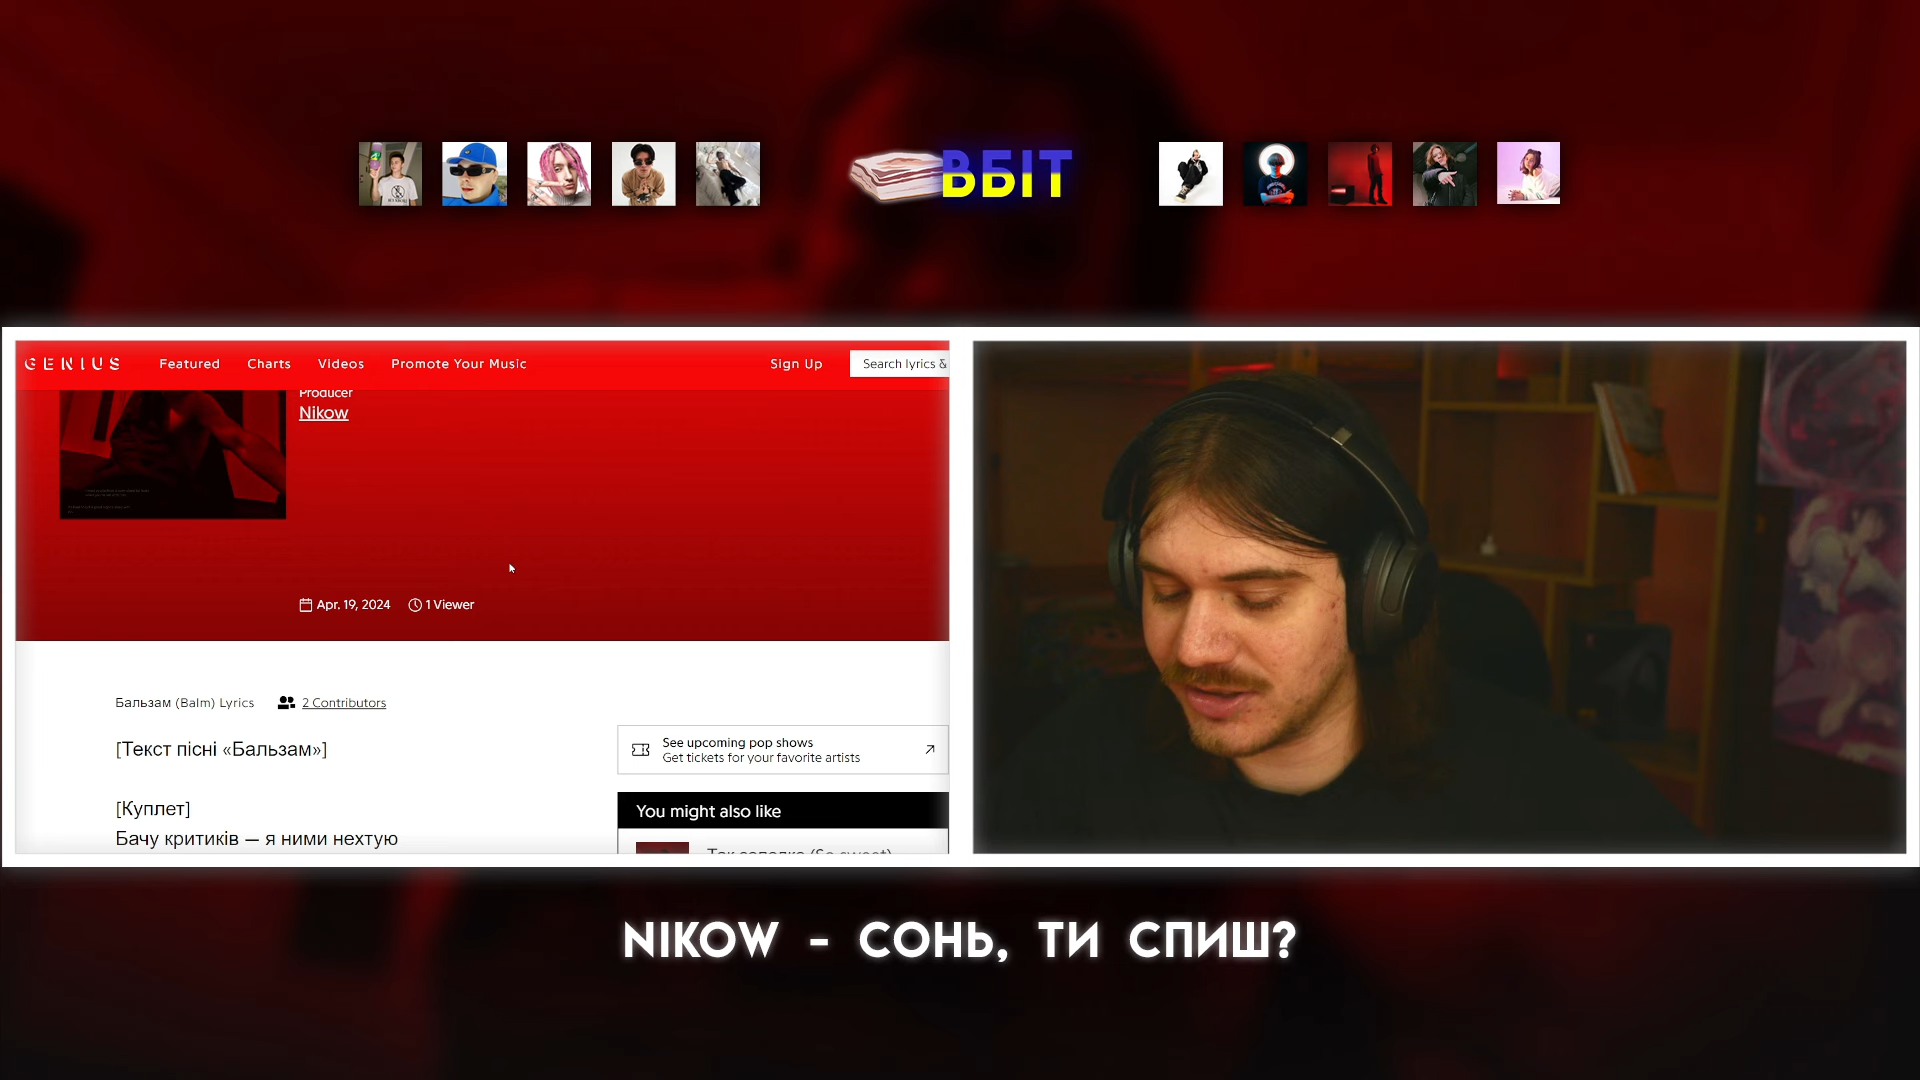 ВБІТ
GENIUS
Featured
Charts
Videos
Promote Your Music
Sign Up
Search lyrics &
Producer
Nikow
Apr. 19, 2024
1 Viewer
Бальзам (Balm) Lyrics
2 Contributors
[Текст пісні «Бальзам»]
See upcoming pop shows
Get tickets for your favorite artists
[Куплет]
You might also like
Бачу критиків — я ними нехтую
NIKOW - СОНЬ, ТИ СПИШ?